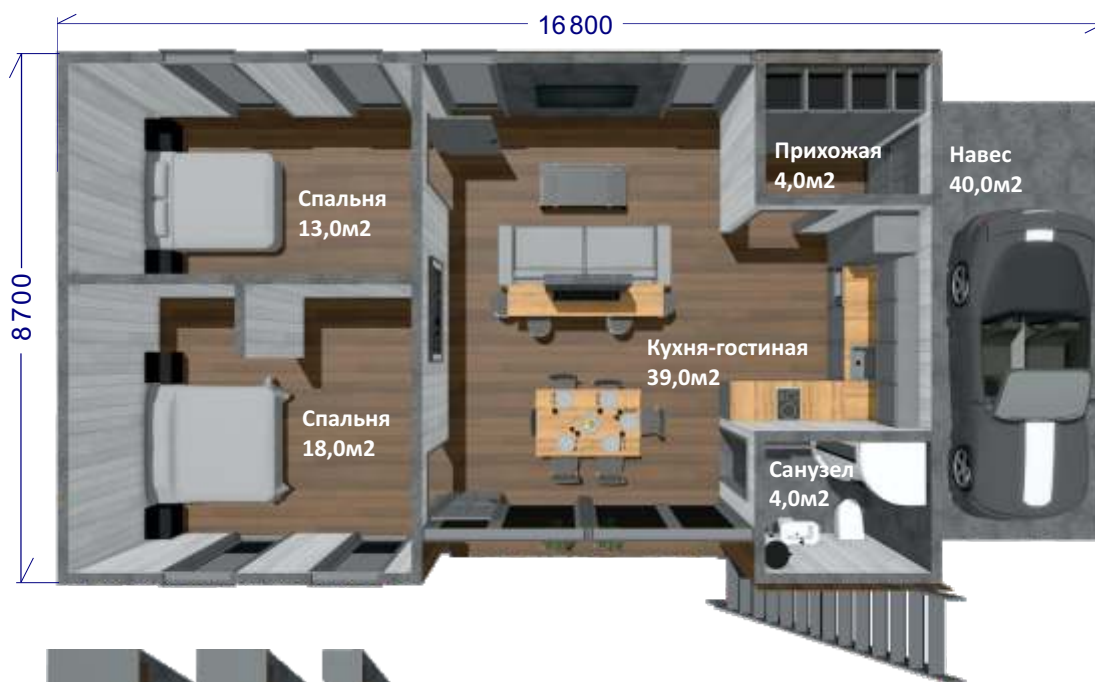 16800
8700
Прихожая
4,0м2
Навес
40,0м2
Спальня
13,0м2
Кухня-гостиная
39,0м2
Спальня
18,0м2
Санузел
4,0м2